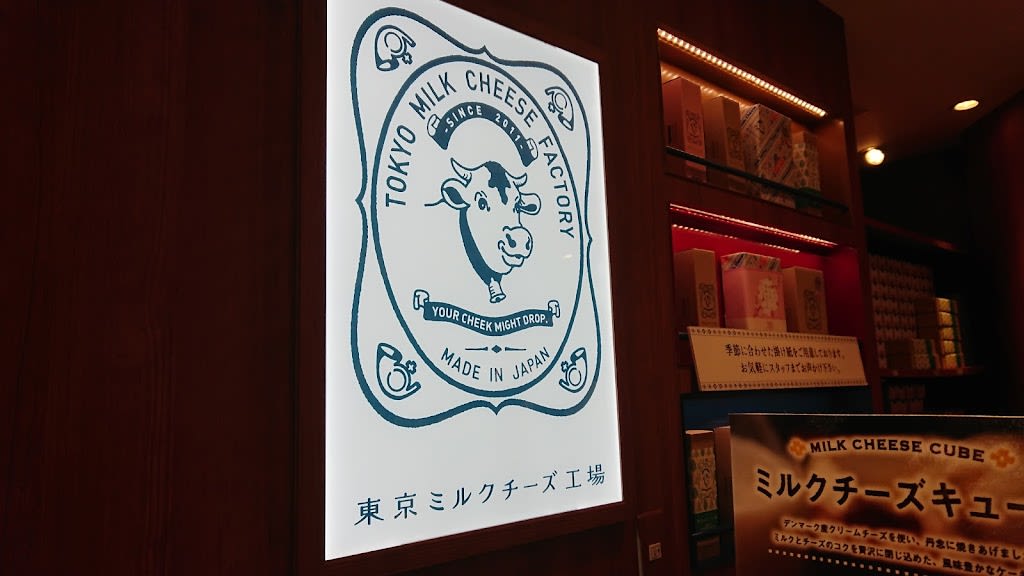 TOKYO MILK CHEESE FACTORY
-SINCE 2011-
YOUR CHEEK MIGHT DROP.
MADE IN JAPAN
東京ミルクチーズ工場
季節に合わせた掛け紙をご用意しております。
お気軽にスタッフまでお声かけ下さい。
MILK CHEESE CUBE
ミルクチーズキュー
デンマーク産クリームチーズを使い、丹念に焼きあげまし
ミルクとチーズのコクを贅沢に閉じ込めた、風味豊かなケー